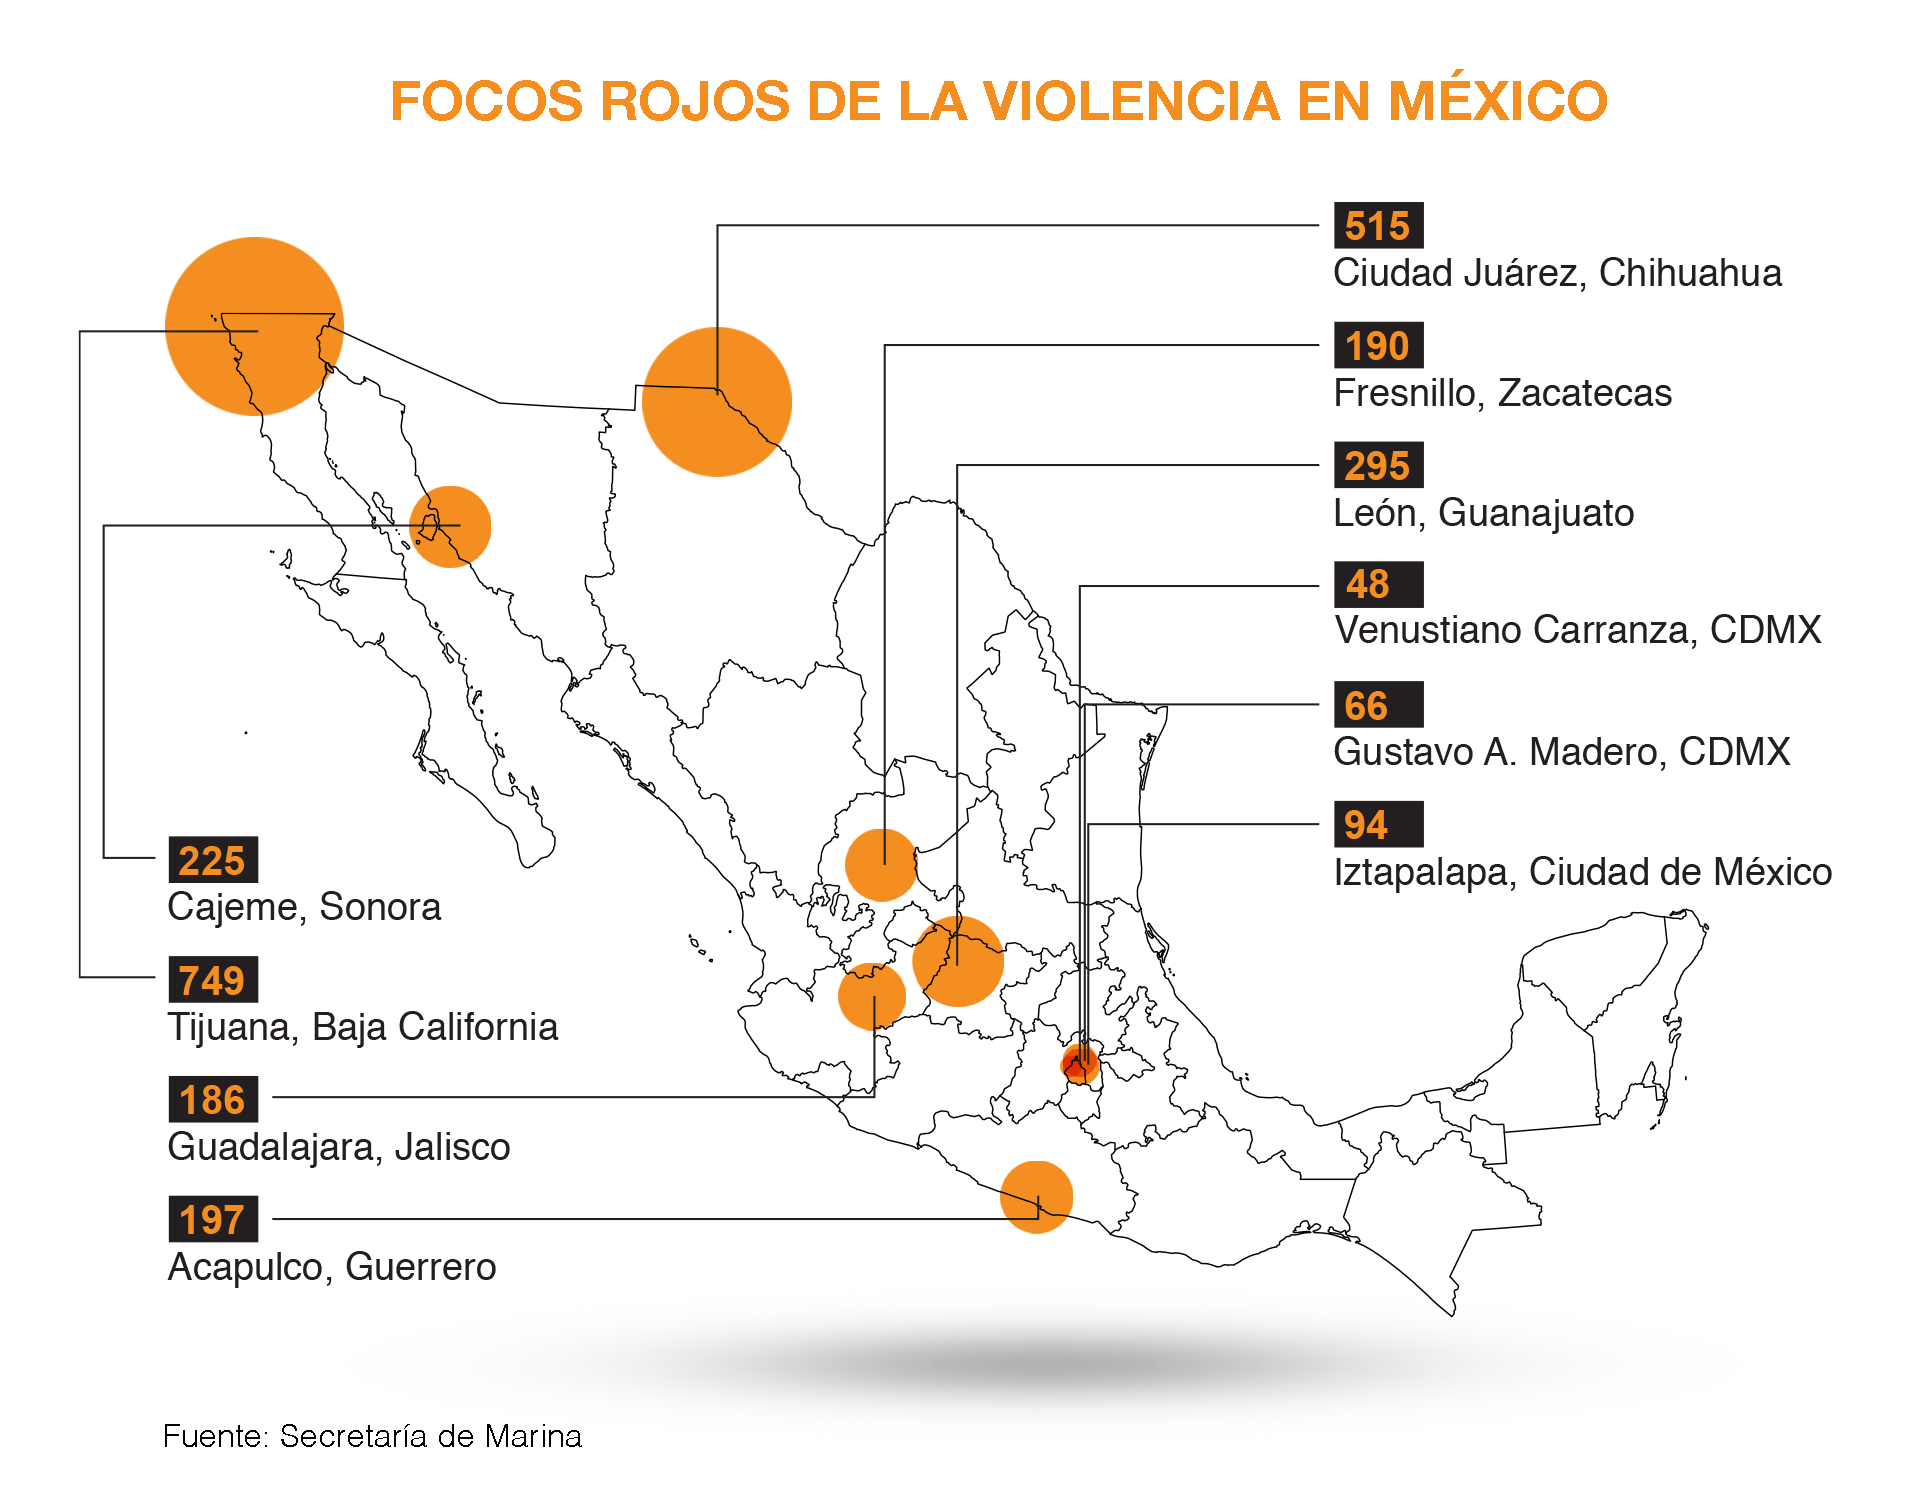 FOCOS ROJOS DE LA VIOLENCIA EN MÉXICO
515
Ciudad Juárez, Chihuahua
190
Fresnillo, Zacatecas
295
León, Guanajuato
48
Venustiano Carranza, CDMX
66
Gustavo A. Madero, CDMX
94
Iztapalapa, Ciudad de México
225
Cajeme, Sonora
749
Tijuana, Baja California
186
Guadalajara, Jalisco
197
Acapulco, Guerrero
Fuente: Secretaría de Marina